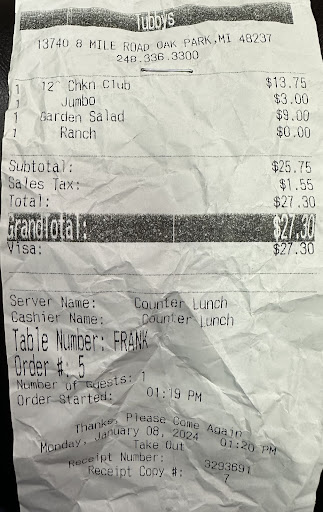 Tubbys
13740 8 MILE ROAD OAK PARK,MI 48237
248.336.3300
1 12" Chkn Club $13.75
1 Jumbo $3.00
1 Garden Salad $9.00
1 Ranch $0.00
Subtotal: $25.75
Sales Tax: $1.55
Total: $27.30
GrandTotal: $27.30
Visa: $27.30
Server Name: Counter Lunch
Cashier Name: Counter Lunch
Table Number: FRANK
Order #: 5
Number of Guests: 1
Order Started: 01:19 PM
Thanks, Please Come Again
Monday, January 08, 2024 01:20 PM
Take Out
Receipt Number: 3293691
Receipt Copy #: 7